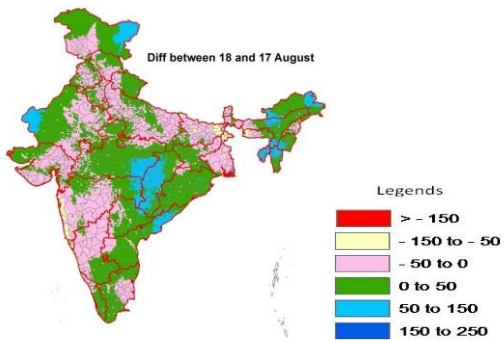 Diff between 18 and 17 August
Legends
> - 150
- 150 to - 50
- 50 to 0
0 to 50
50 to 150
150 to 250